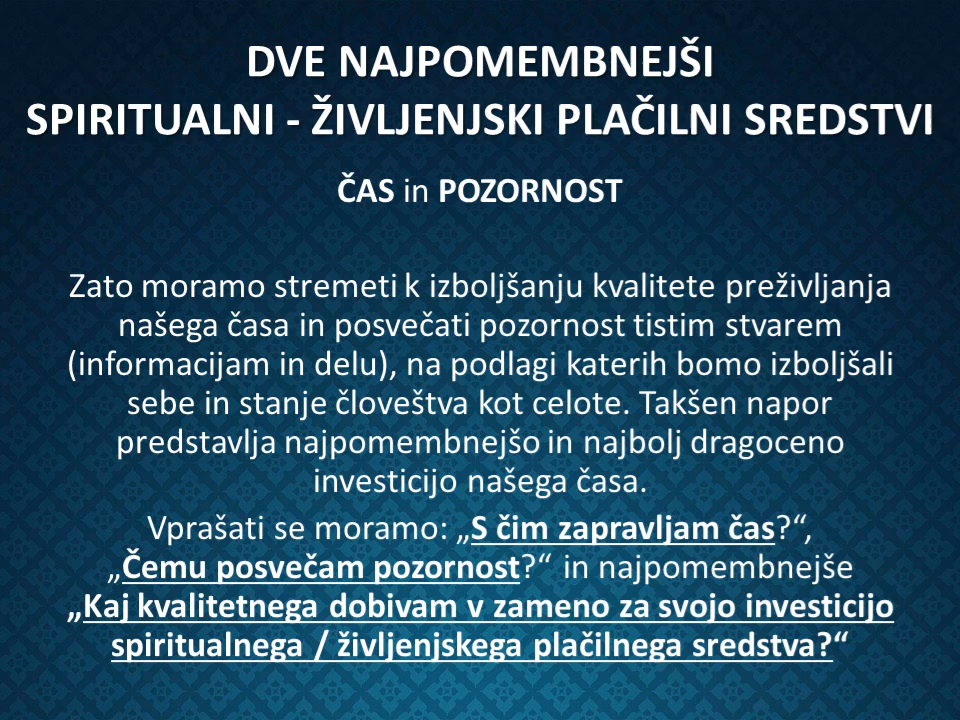 DVE NAJPOMEMBNEJŠI
SPIRITUALNI - ŽIVLJENJSKI PLAČILNI SREDSTVI
ČAS in POZORNOST
Zato moramo stremeti k izboljšanju kvalitete preživljanja
našega časa in posvečati pozornost tistim stvarem
(informacijam in delu), na podlagi katerih bomo izboljšali
sebe in stanje človeštva kot celote. Takšen napor
predstavlja najpomembnejšo in najbolj dragoceno
investicijo našega časa.
Vprašati se moramo: „S čim zapravljam čas?“,
„Čemu posvečam pozornost?“ in najpomembnejše
„Kaj kvalitetnega dobivam v zameno za svojo investicijo
spiritualnega / življenjskega plačilnega sredstva?“